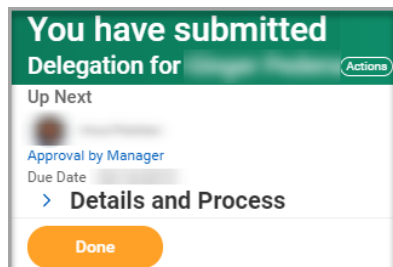 You have submitted
Delegation for
Actions
Up Next
Approval by Manager
Due Date
Details and Process
Done